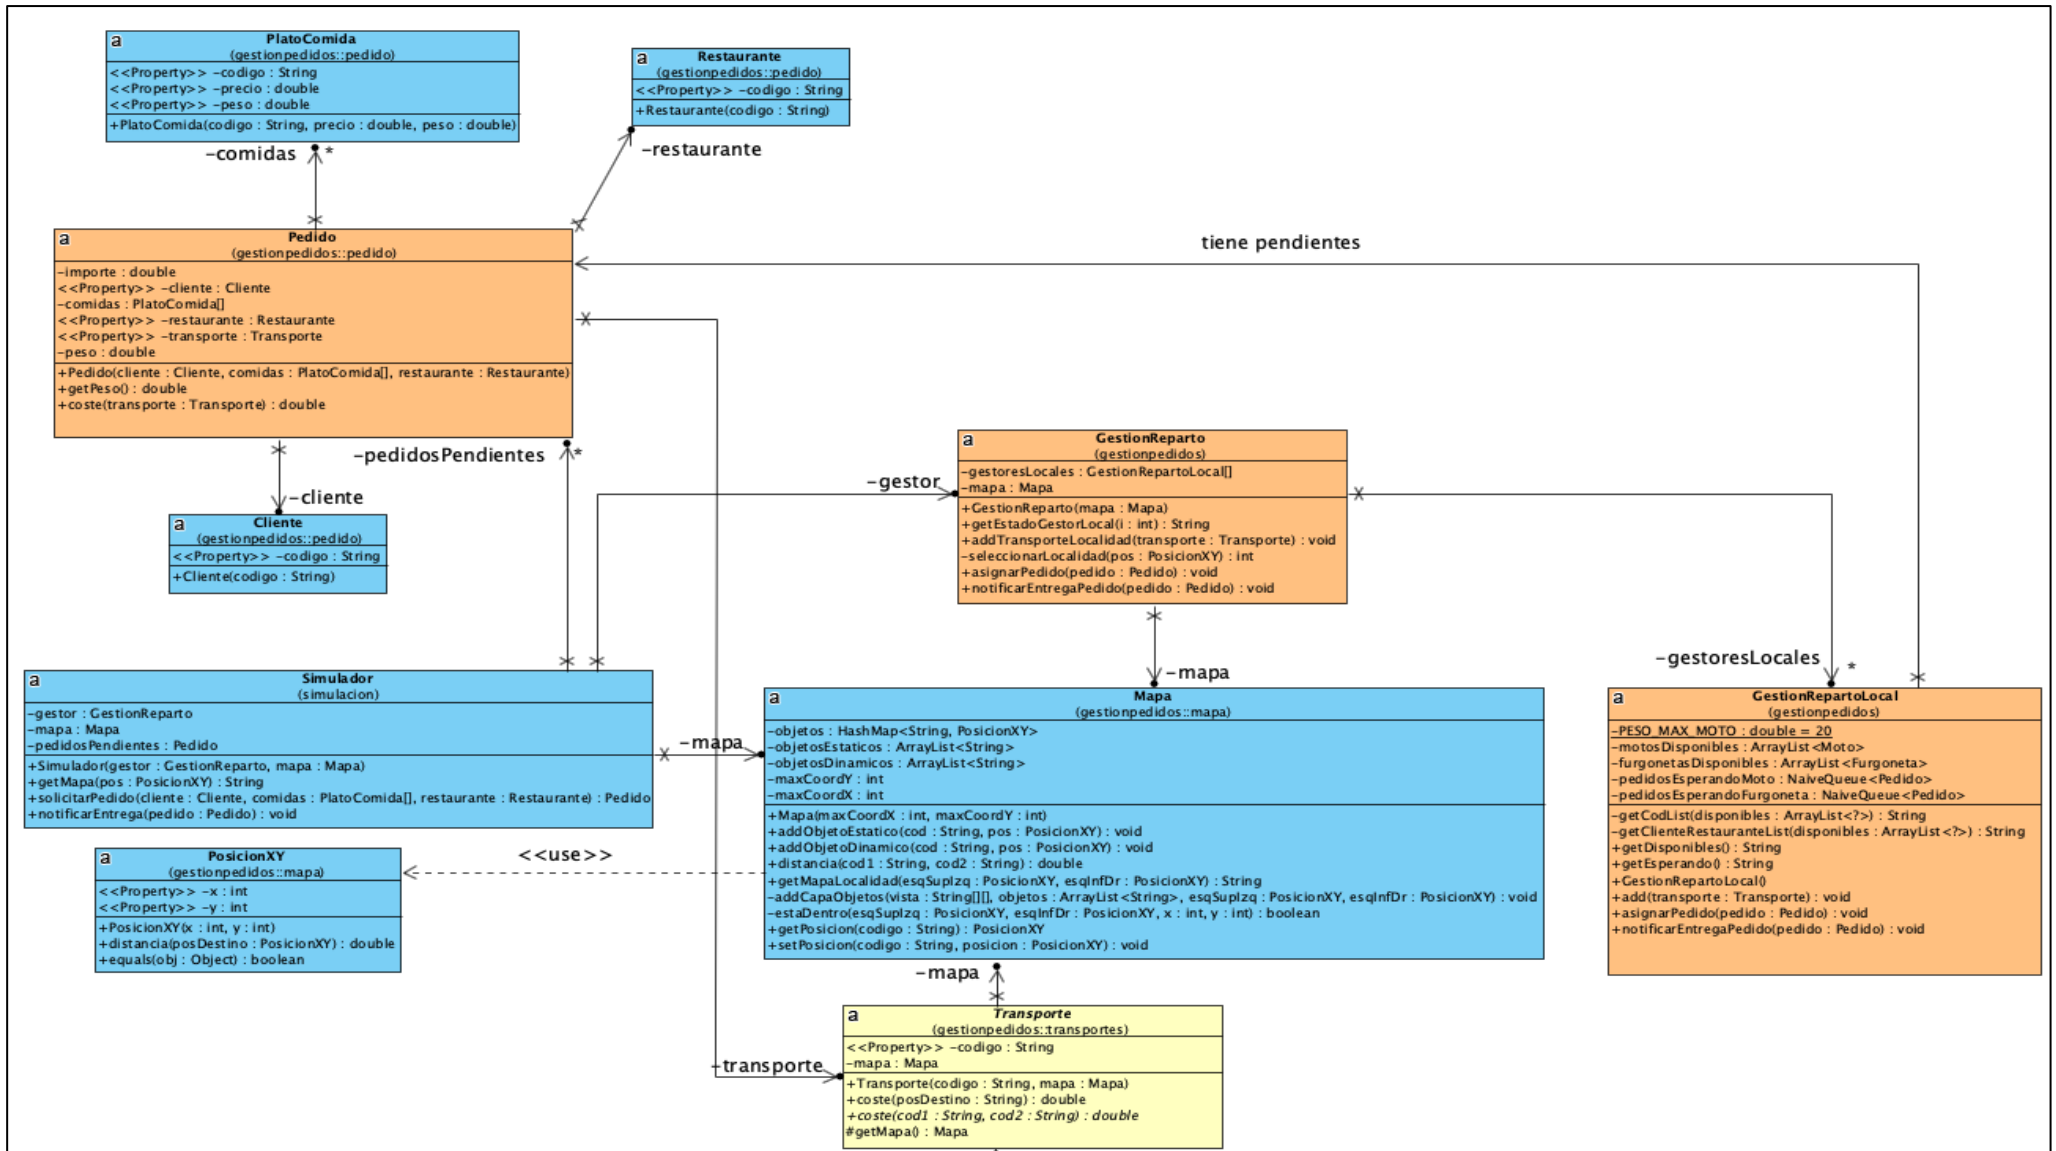 a
PlatoComida
(gestionpedidos::pedido)
<<Property>> -codigo : String
<<Property>> -precio : double
<<Property>> -peso : double
+PlatoComida(codigo : String, precio : double, peso : double)
a
Restaurante
(gestionpedidos::pedido)
<<Property>> -codigo : String
+Restaurante(codigo : String)
-comidas
*
-restaurante
a
Pedido
(gestionpedidos::pedido)
-importe : double
<<Property>> -cliente : Cliente
-comidas : PlatoComida[]
<<Property>> -restaurante : Restaurante
<<Property>> -transporte : Transporte
-peso : double
+Pedido(cliente : Cliente, comidas : PlatoComida[], restaurante : Restaurante)
+getPeso() : double
+coste(transporte : Transporte) : double
tiene pendientes
-pedidosPendientes
*
-cliente
a
Cliente
(gestionpedidos::pedido)
<<Property>> -codigo : String
+Cliente(codigo : String)
-gestor
a
GestionReparto
(gestionpedidos)
-gestoresLocales : GestionRepartoLocal[]
-mapa : Mapa
+GestionReparto(mapa : Mapa)
+getEstadoGestorLocal(i : int) : String
+addTransporteLocalidad(transporte : Transporte) : void
-seleccionarLocalidad(pos : PosicionXY) : int
+asignarPedido(pedido : Pedido) : void
+notificarEntregaPedido(pedido : Pedido) : void
-mapa
-gestoresLocales
*
a
Simulador
(simulacion)
-gestor : GestionReparto
-mapa : Mapa
-pedidosPendientes : Pedido
+Simulador(gestor : GestionReparto, mapa : Mapa)
+getMapa(pos : PosicionXY) : String
+solicitarPedido(cliente : Cliente, comidas : PlatoComida[], restaurante : Restaurante) : Pedido
+notificarEntrega(pedido : Pedido) : void
-mapa
a
Mapa
(gestionpedidos::mapa)
-objetos : HashMap<String, PosicionXY>
-objetosEstaticos : ArrayList<String>
-objetosDinamicos : ArrayList<String>
-maxCoordY : int
-maxCoordX : int
+Mapa(maxCoordX : int, maxCoordY : int)
+addObjetoEstatico(cod : String, pos : PosicionXY) : void
+addObjetoDinamico(cod : String, pos : PosicionXY) : void
+distancia(cod1 : String, cod2 : String) : double
+getMapaLocalidad(esqSupIzq : PosicionXY, esqInfDr : PosicionXY) : String
-addCapaObjetos(vista : String[][], objetos : ArrayList<String>, esqSupIzq : PosicionXY, esqInfDr : PosicionXY) : void
-estaDentro(esqSupIzq : PosicionXY, esqInfDr : PosicionXY, x : int, y : int) : boolean
+getPosicion(codigo : String) : PosicionXY
+setPosicion(codigo : String, posicion : PosicionXY) : void
a
GestionRepartoLocal
(gestionpedidos)
-PESO_MAX_MOTO : double = 20
-motosDisponibles : ArrayList<Moto>
-furgonetasDisponibles : ArrayList<Furgoneta>
-pedidosEsperandoMoto : NaiveQueue<Pedido>
-pedidosEsperandoFurgoneta : NaiveQueue<Pedido>
-getCodList(disponibles : ArrayList<?>) : String
-getClienteRestauranteList(disponibles : ArrayList<?>) : String
+getDisponibles() : String
+getEsperando() : String
+GestionRepartoLocal()
+add(transporte : Transporte) : void
+asignarPedido(pedido : Pedido) : void
+notificarEntregaPedido(pedido : Pedido) : void
a
PosicionXY
(gestionpedidos::mapa)
<<Property>> -x : int
<<Property>> -y : int
+PosicionXY(x : int, y : int)
+distancia(posDestino : PosicionXY) : double
+equals(obj : Object) : boolean
<<use>>
-mapa
-transporte
a
Transporte
(gestionpedidos::transportes)
<<Property>> -codigo : String
-mapa : Mapa
+Transporte(codigo : String, mapa : Mapa)
+coste(posDestino : String) : double
+coste(cod1 : String, cod2 : String) : double
#getMapa() : Mapa